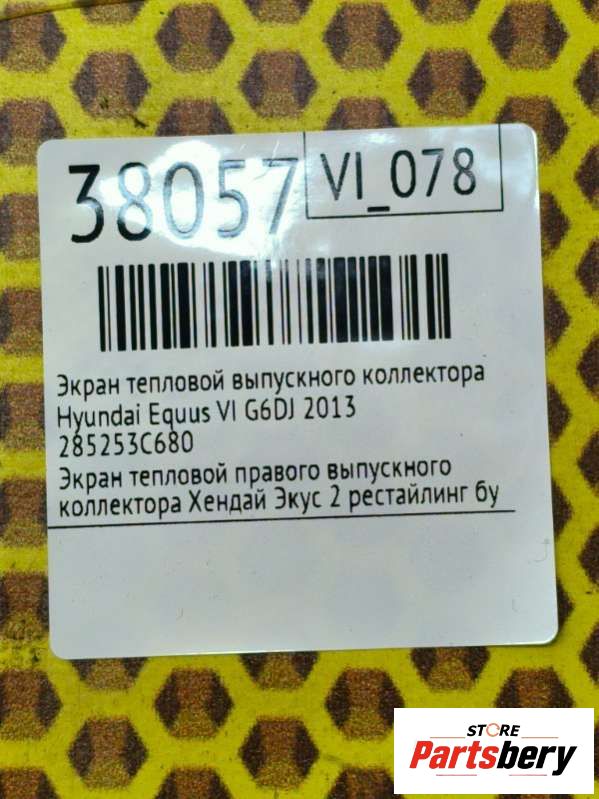 38057
VI_078
Экран тепловой выпускного коллектора
Hyundai Equus VI G6DJ 2013
285253C680
Экран тепловой правого выпускного
коллектора Хендай Экус 2 рестайлинг бу
STORE
Partsbery